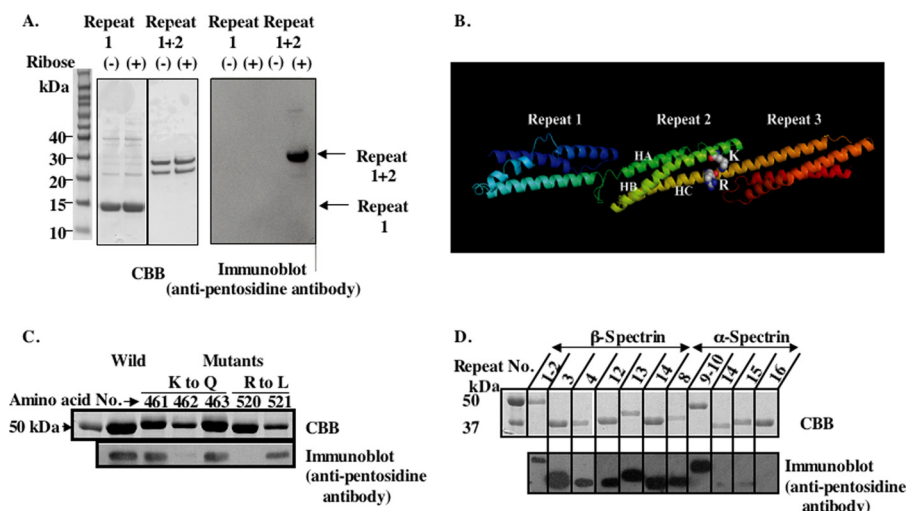 A.
Repeat Repeat Repeat Repeat
1 1+2 1 1+2
Ribose (-) (+) (-) (+) (-) (+) (-) (+)
kDa
40
30
20
15
10
Repeat
1+2
Repeat
1
CBB
Immunoblot
(anti-pentosidine antibody)
B.
Repeat 1 Repeat 2 Repeat 3
HA
HB
HC
K
R
C.
Wild Mutants
K to Q R to L
Amino acid No. 461 462 463 520 521
50 kDa
CBB
Immunoblot
(anti-pentosidine
antibody)
D.
β-Spectrin α-Spectrin
Repeat No. 1-2 3 4 12 13 14 8 9-10 14 15 16
kDa
50
37
CBB
Immunoblot
(anti-pentosidine
antibody)